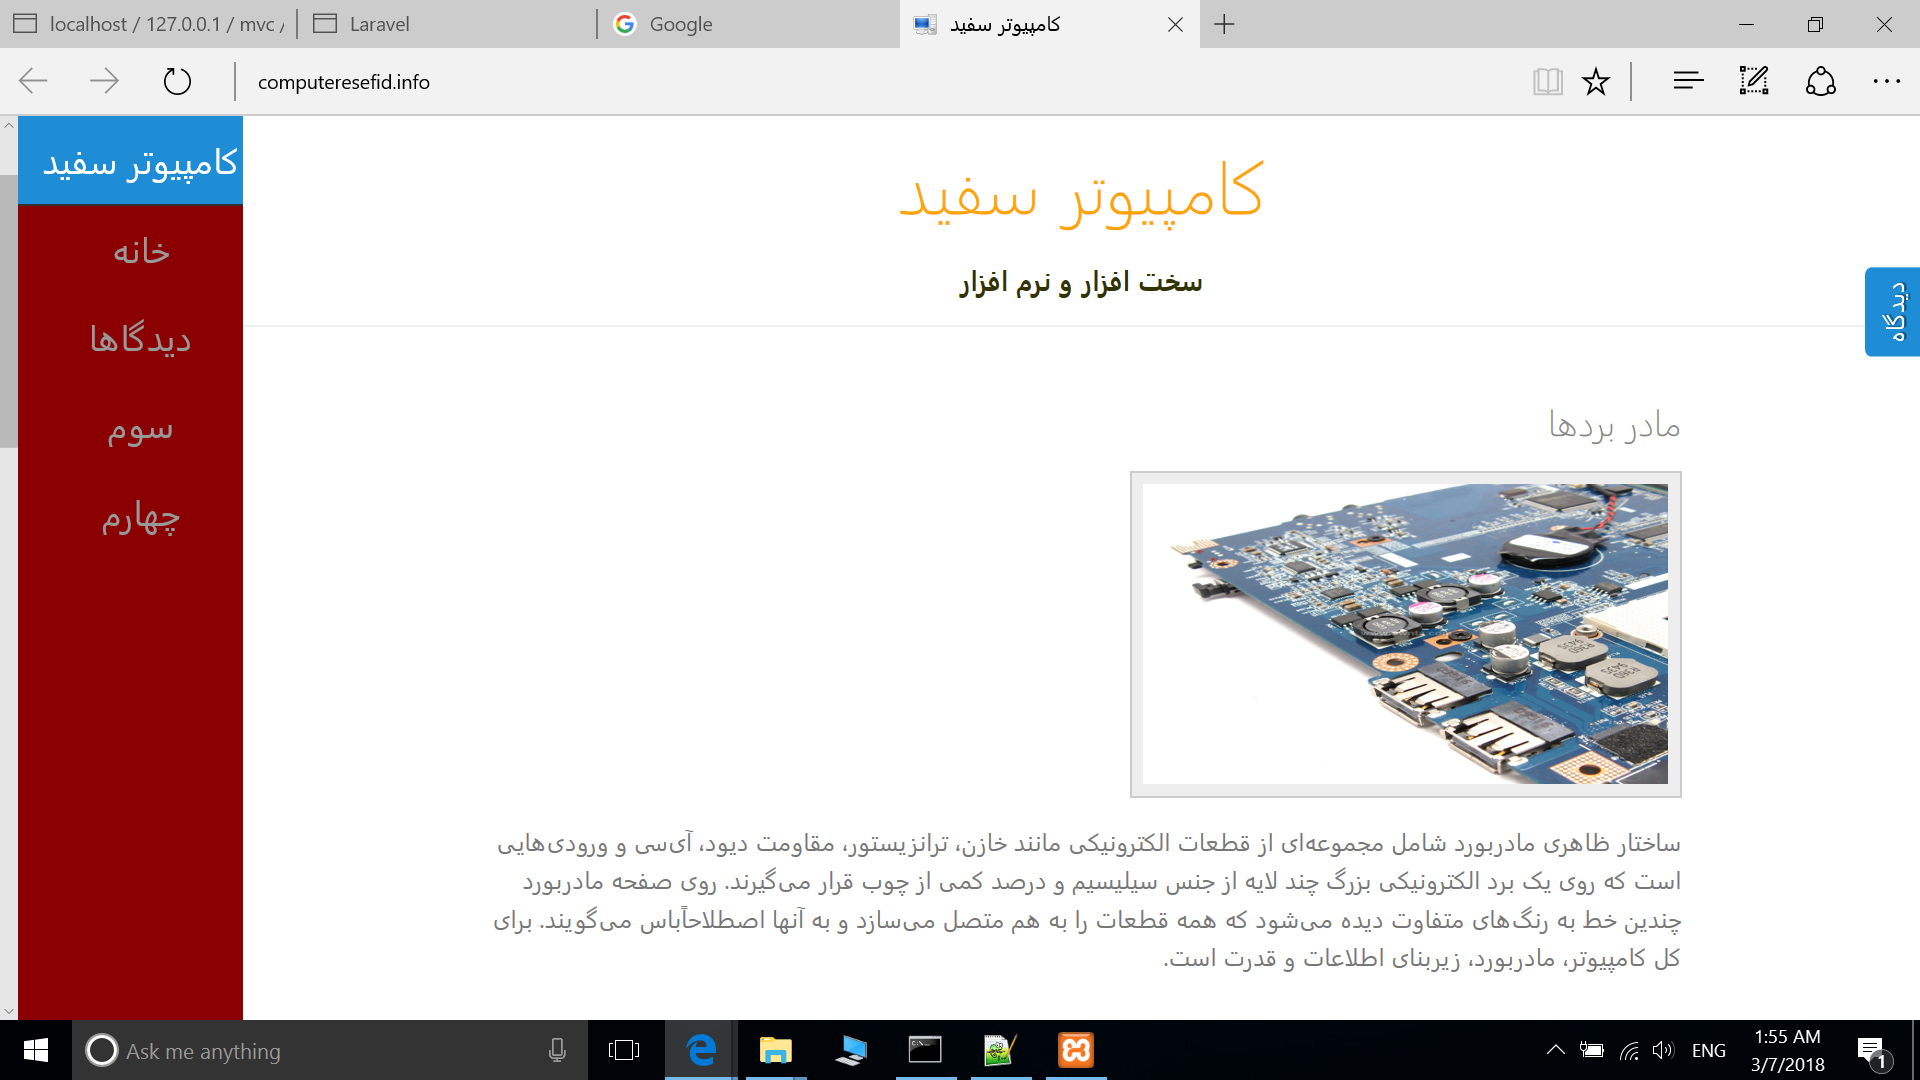 localhost / 127.0.0.1 / mvc /
Laravel
Google
کامپیوتر سفید
computeresefid.info
کامپیوتر سفید
خانه
دیدگاها
سوم
چهارم
کامپیوتر سفید
سخت افزار و نرم افزار
دیدگاه
مادر بردها
ساختار ظاهری مادربورد شامل مجموعه‌ای از قطعات الکترونیکی مانند خازن، ترانزیستور، مقاومت دیود، آی‌سی و ورودی‌هایی
است که روی یک برد الکترونیکی بزرگ چند لایه از جنس سیلیسیم و درصد کمی از چوب قرار می‌گیرند. روی صفحه مادربورد
چندین خط به رنگ‌های متفاوت دیده می‌شود که همه قطعات را به هم متصل می‌سازد و به آنها اصطلاحاًباس می‌گویند. برای
کل کامپیوتر، مادربورد، زیربنای اطلاعات و قدرت است.
Ask me anything
ENG
1:55 AM
3/7/2018
1